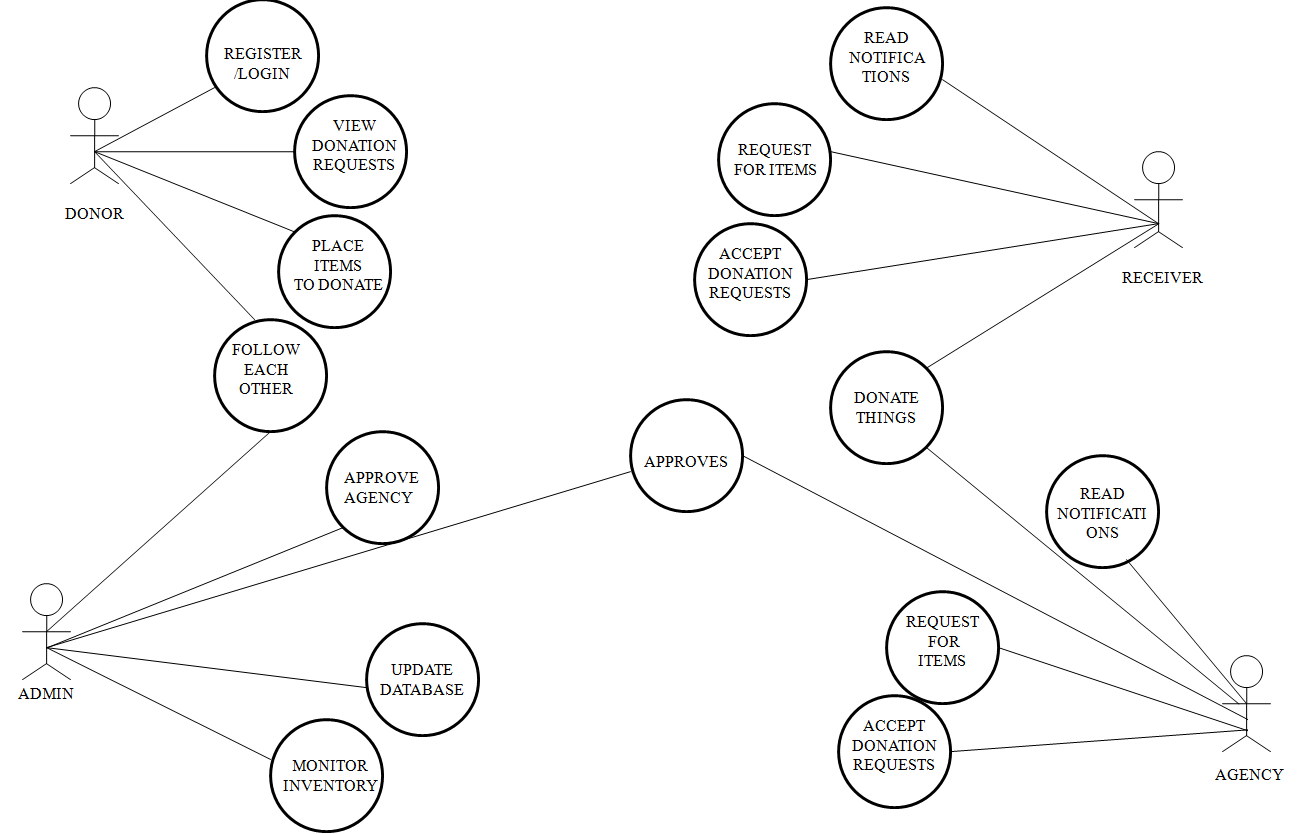 REGISTER
/LOGIN
VIEW
DONATION
REQUESTS
DONOR
PLACE
ITEMS
TO DONATE
FOLLOW
EACH
OTHER
READ
NOTIFICA
TIONS
REQUEST
FOR ITEMS
ACCEPT
DONATION
REQUESTS
RECEIVER
DONATE
THINGS
APPROVE
AGENCY
APPROVES
READ
NOTIFICATI
ONS
ADMIN
UPDATE
DATABASE
MONITOR
INVENTORY
REQUEST
FOR
ITEMS
ACCEPT
DONATION
REQUESTS
AGENCY